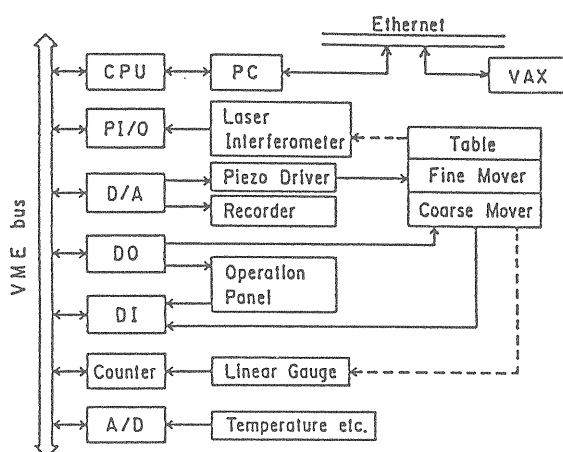 Ethernet
CPU
PC
VAX
PI/O
Laser
Interferometer
Table
Fine Mover
Coarse Mover
D/A
Piezo Driver
Recorder
DO
Operation
Panel
DI
Counter
Linear Gauge
A/D
Temperature etc.
VME bus